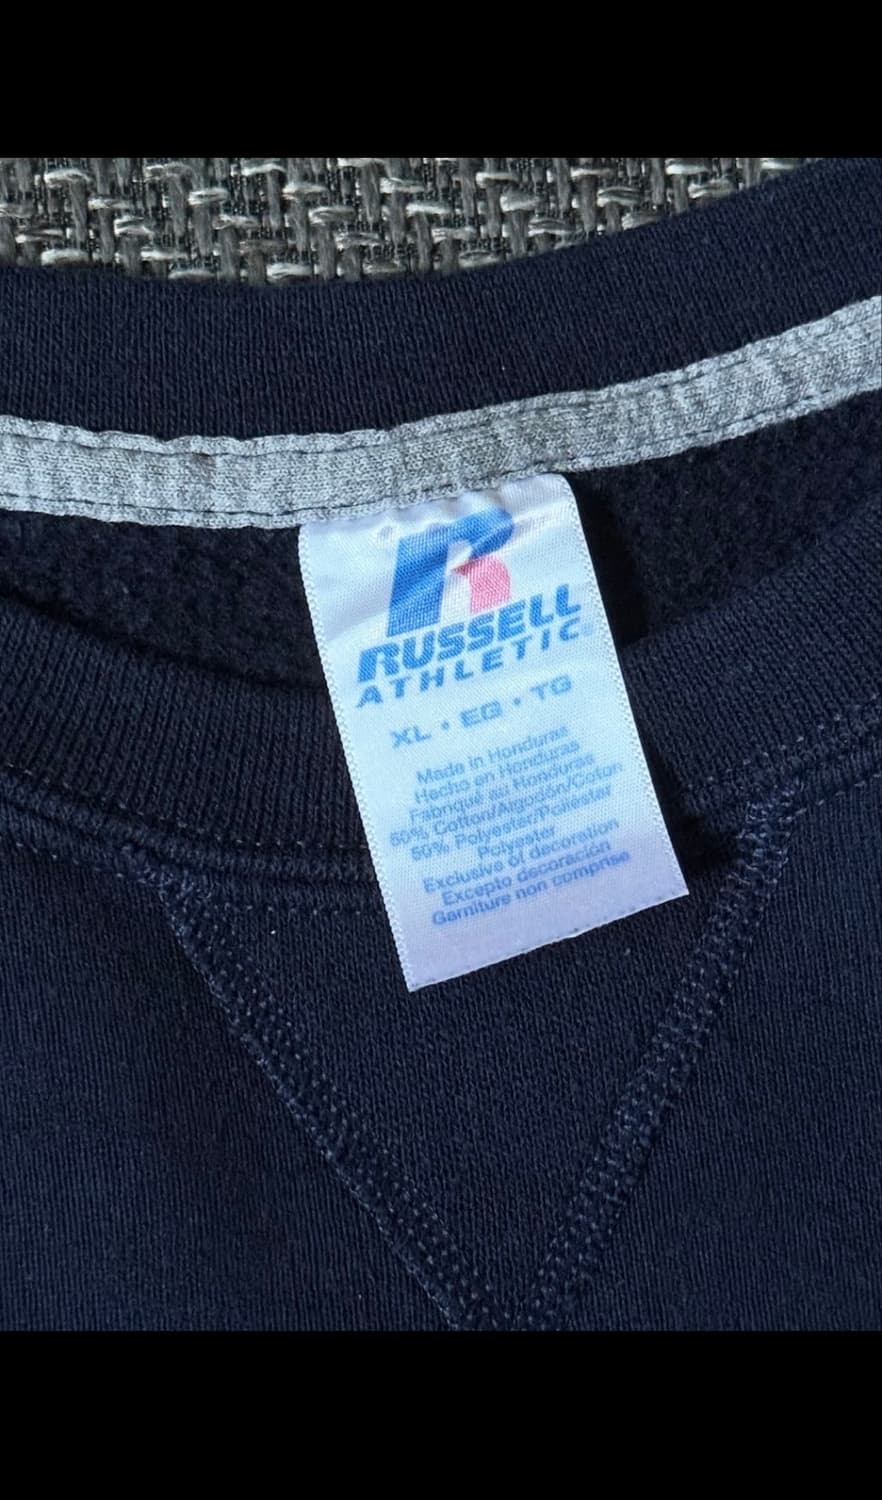 R
RUSSELL
ATHLETIC
XL • EG • TG
Made in Honduras
Hecho en Honduras
Fabriqué au Honduras
50% Cotton/Algodón/Coton
50% Polyester/Poliéster
Polyester
Exclusive of decoration
Excepto decoración
Garniture non comprise